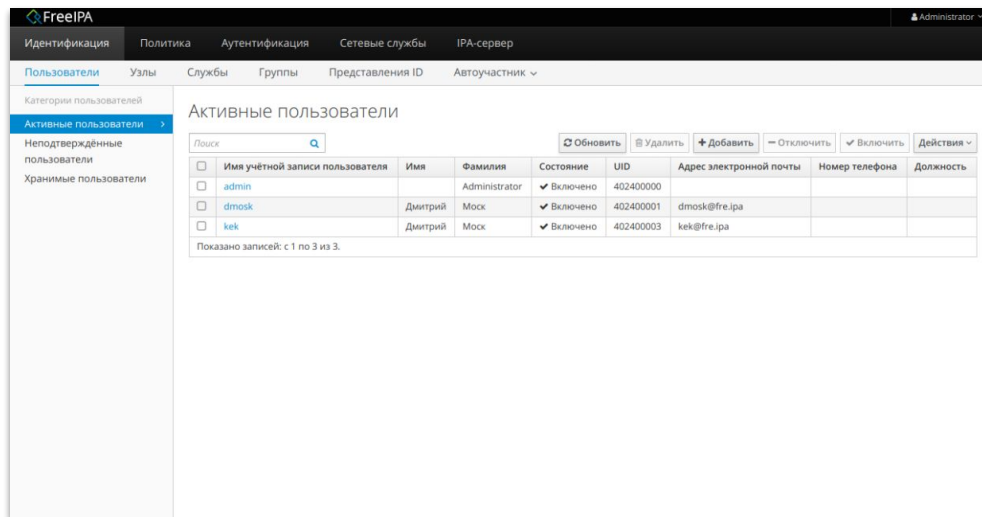 FreeIPA
Administrator
Идентификация Политика Аутентификация Сетевые службы IPA-сервер
Пользователи Узлы Службы Группы Представления ID Автоучастник
Категории пользователей
Активные пользователи
Неподтверждённые
пользователи
Хранимые пользователи
Активные пользователи
Поиск Обновить Удалить Добавить Отключить Включить Действия
Имя учётной записи пользователя Имя Фамилия Состояние UID Адрес электронной почты Номер телефона Должность
admin Administrator Включено 402400000
dmosk Дмитрий Моск Включено 402400001 dmosk@fre.ipa
kek Дмитрий Моск Включено 402400003 kek@fre.ipa
Показано записей: с 1 по 3 из 3.